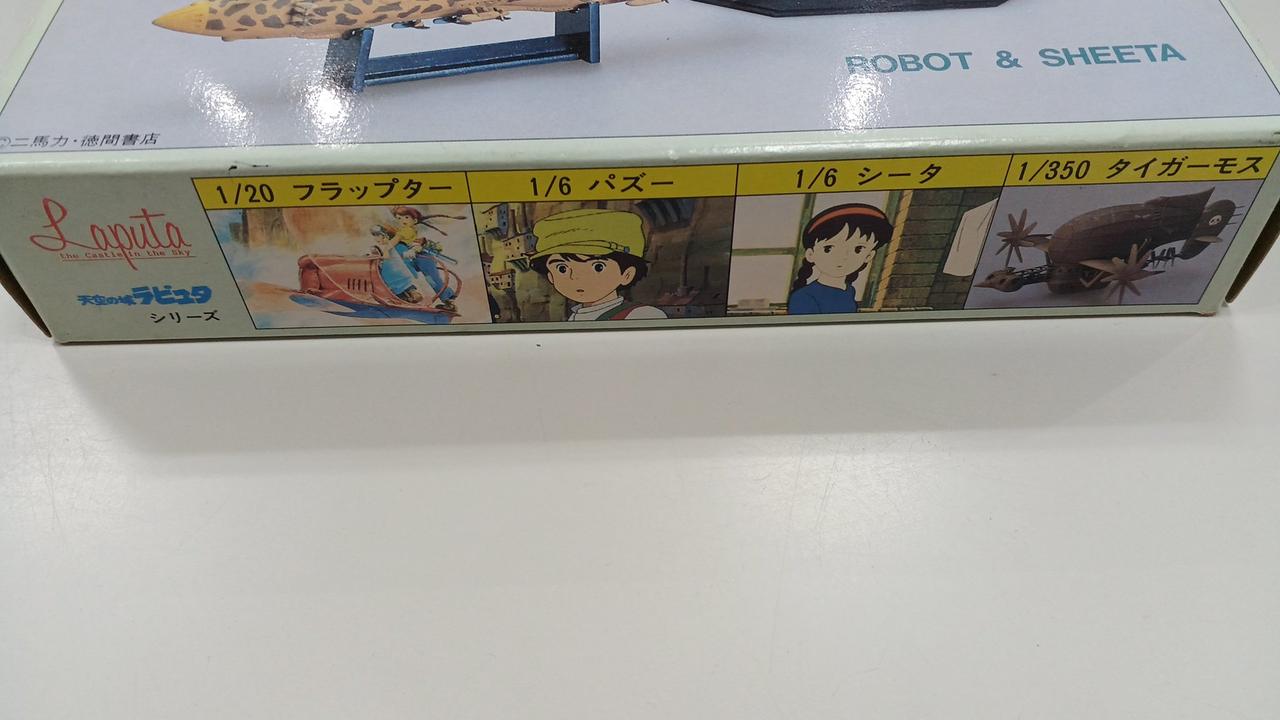 ROBOT & SHEETA
©二馬力・徳間書店
Laputa
the Castle in the Sky
天空の城ラピュタ
シリーズ
1/20 フラップター
1/6 パズー
1/6 シータ
1/350 タイガーモス